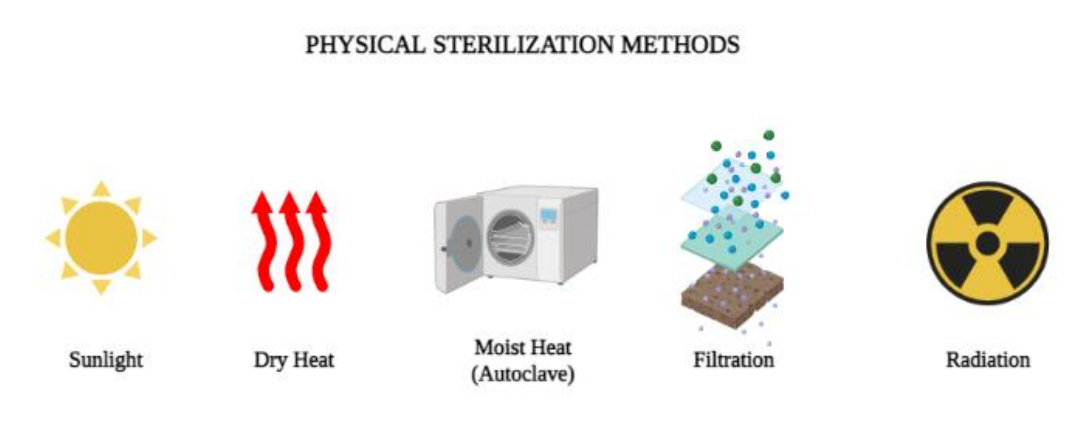 PHYSICAL STERILIZATION METHODS
Sunlight
Dry Heat
Moist Heat
(Autoclave)
Filtration
Radiation